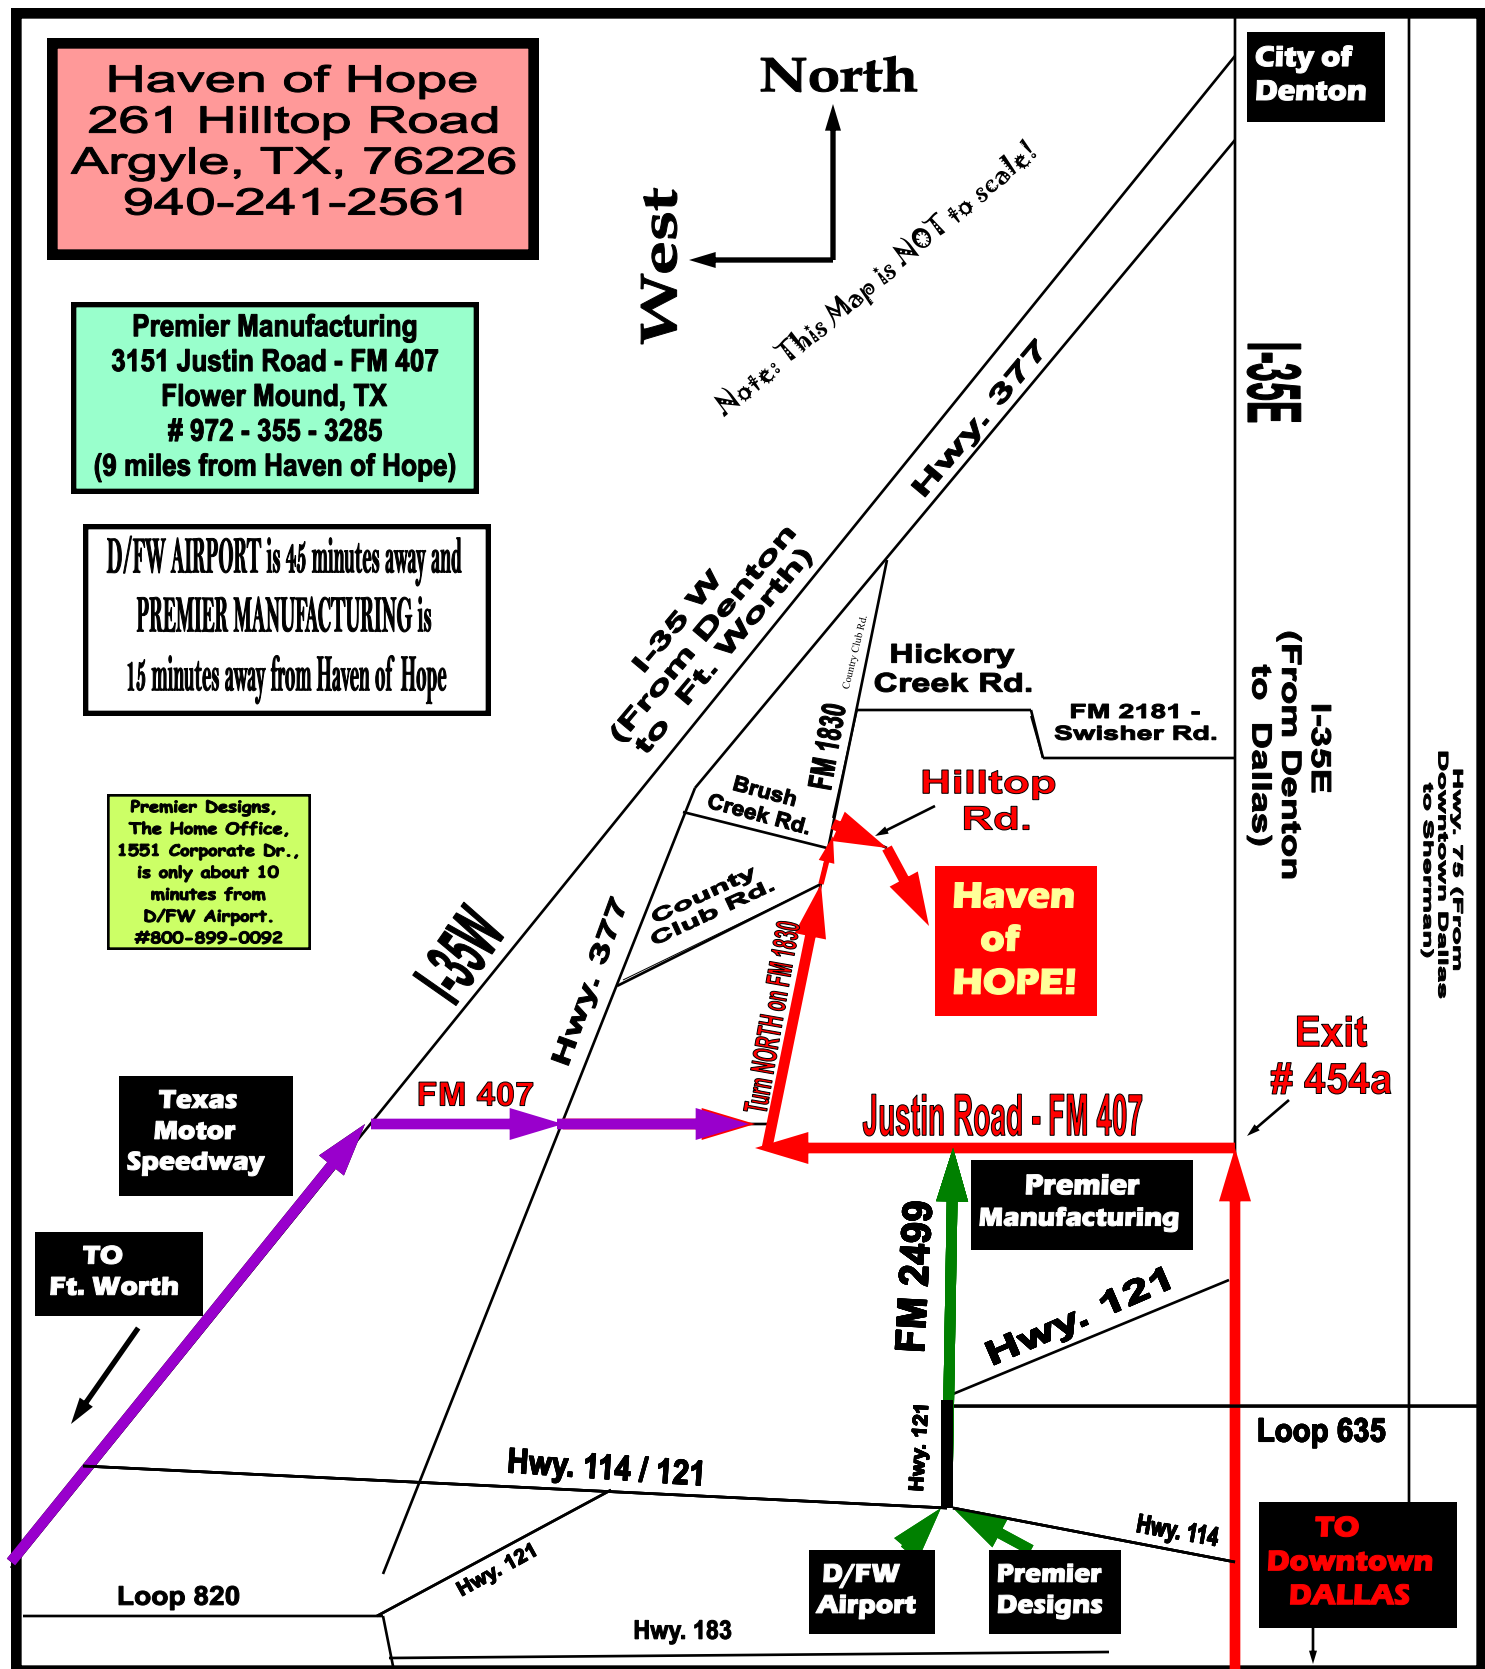 Haven of Hope
261 Hilltop Road
Argyle, TX, 76226
940-241-2561
North
West
City of
Denton
Note: This Map is NOT to scale!
Premier Manufacturing
3151 Justin Road - FM 407
Flower Mound, TX
# 972 - 355 - 3285
(9 miles from Haven of Hope)
Hwy. 377
I-35E
D/FW AIRPORT is 45 minutes away and
PREMIER MANUFACTURING is
15 minutes away from Haven of Hope
I-35 W
(From Denton
to Ft. Worth)
Country Club Rd.
Hickory
Creek Rd.
FM 1830
FM 2181 -
Swisher Rd.
I-35E
(From Denton
to Dallas)
Hwy. 75 (From
Downtown Dallas
to Sherman)
Premier Designs,
The Home Office,
1551 Corporate Dr.,
is only about 10
minutes from
D/FW Airport.
#800-899-0092
Brush
Creek Rd.
Hilltop
Rd.
County
Club Rd.
Haven
of
HOPE!
I-35W
Hwy. 377
Turn NORTH on FM 1830
Exit
# 454a
FM 407
Justin Road - FM 407
Texas
Motor
Speedway
Premier
Manufacturing
TO
Ft. Worth
FM 2499
Hwy. 121
Hwy. 121
Loop 635
Hwy. 114 / 121
Hwy. 114
Hwy. 121
TO
Downtown
DALLAS
D/FW
Airport
Premier
Designs
Loop 820
Hwy. 183